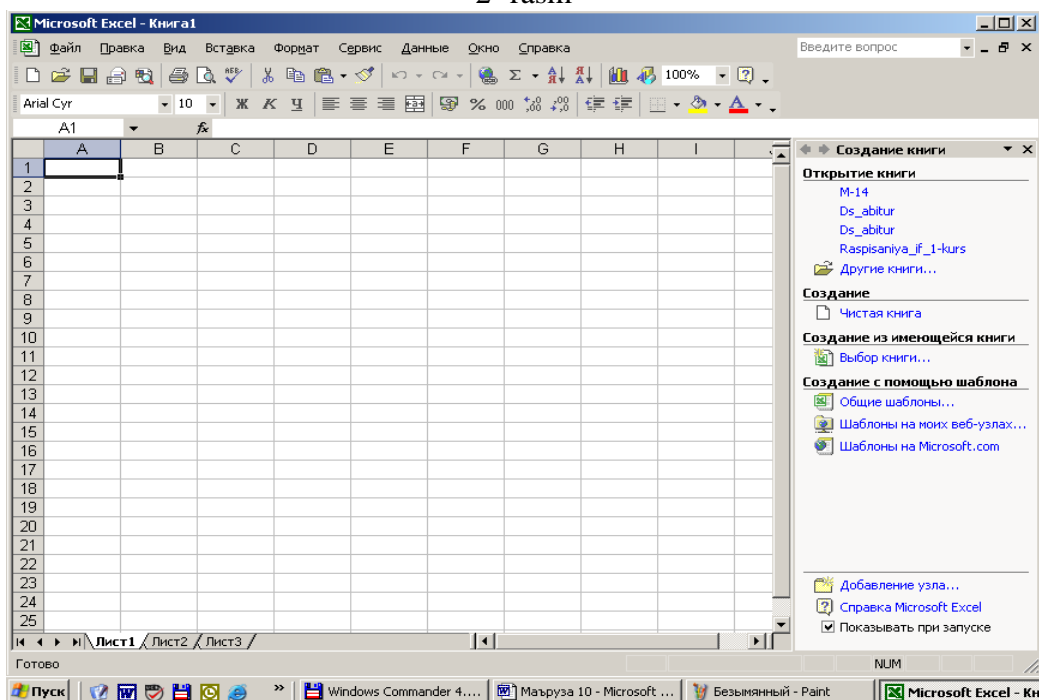 2- rasm
Microsoft Excel - Книга1
Файл Правка Вид Вставка Формат Сервис Данные Окно Справка Введите вопрос
100%
Arial Cyr 10 Ж К Ч % 000
A1 fx
A B C D E F G H I
Создание книги
1
2
3
4
5
6
7
8
9
10
11
12
13
14
15
16
17
18
19
20
21
22
23
24
25
Открытие книги
M-14
Ds_abitur
Ds_abitur
Raspisaniya_if_1-kurs
Другие книги...
Создание
Чистая книга
Создание из имеющейся книги
Выбор книги...
Создание с помощью шаблона
Общие шаблоны...
Шаблоны на моих веб-узлах...
Шаблоны на Microsoft.com
Добавление узла...
Справка Microsoft Excel
Показывать при запуске
Лист1 Лист2 Лист3
Готово NUM
Пуск » Windows Commander 4.... Маъруза 10 - Microsoft ... Безымянный - Paint Microsoft Excel - Кн